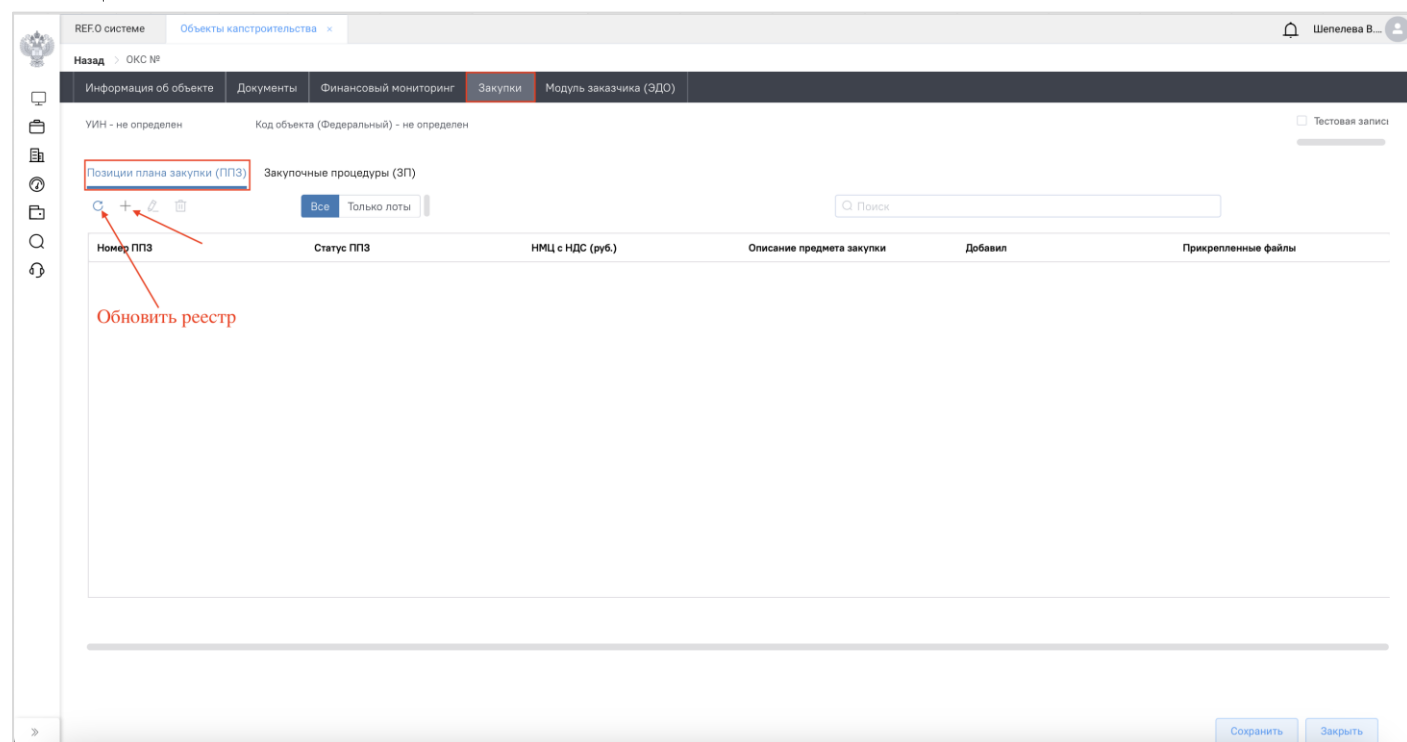 REF.О системе
Объекты капстроительства ×
Шепелева В....
Назад > ОКС №
Информация об объекте
Документы
Финансовый мониторинг
Закупки
Модуль заказчика (ЭДО)
УИН - не определен
Код объекта (Федеральный) - не определен
Тестовая запись
Позиции плана закупки (ППЗ)
Закупочные процедуры (ЗП)
Все
Только лоты
Поиск
Номер ППЗ
Статус ППЗ
НМЦ с НДС (руб.)
Описание предмета закупки
Добавил
Прикрепленные файлы
Обновить реестр
Сохранить
Закрыть